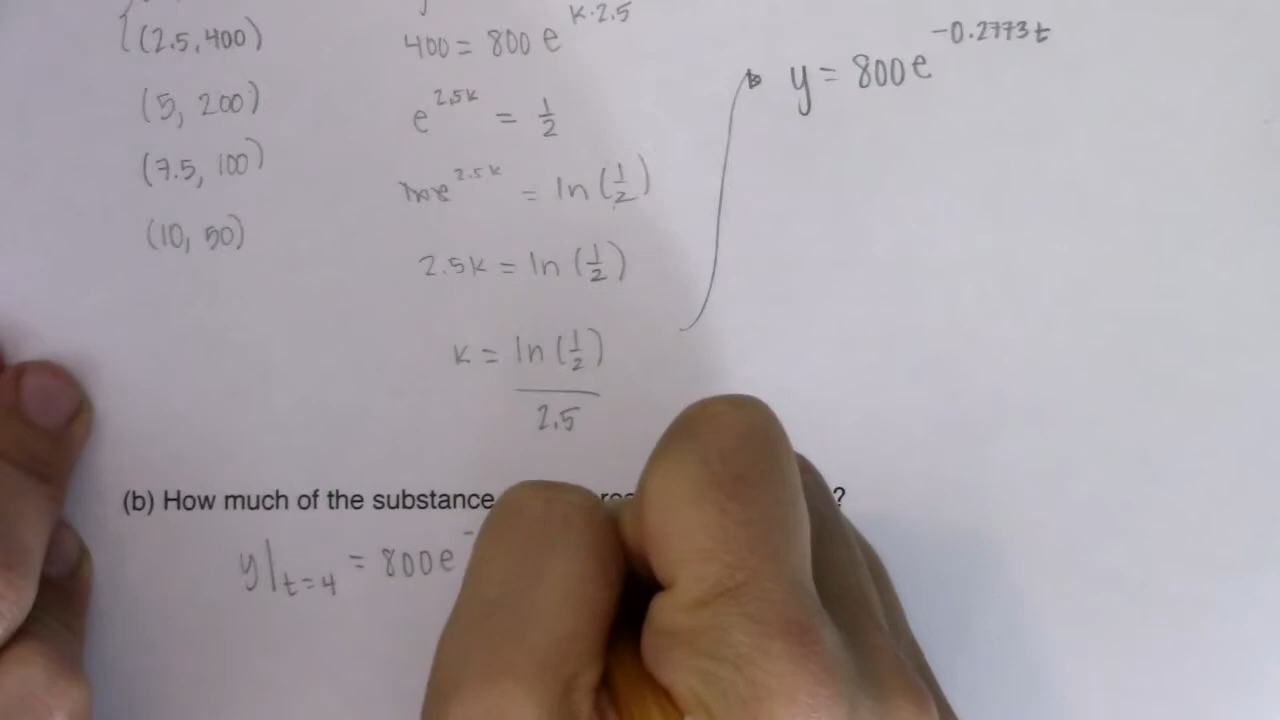 (2.5, 400)
(5, 200)
(7.5, 100)
(10, 50)
k·2.5
400 = 800 e
e^2.5k = 1/2
ln e^2.5k = ln (1/2)
2.5k = ln (1/2)
k = ln (1/2)
2.5
y = 800e^-0.2773t
(b) How much of the substance ?
y|t=4 = 800e^-